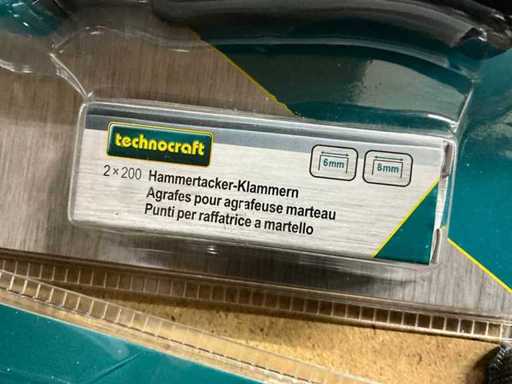 technocraft
6mm 8mm
2 × 200 Hammertacker-Klammern
Agrafes pour agrafeuse marteau
Punti per raffatrice a martello